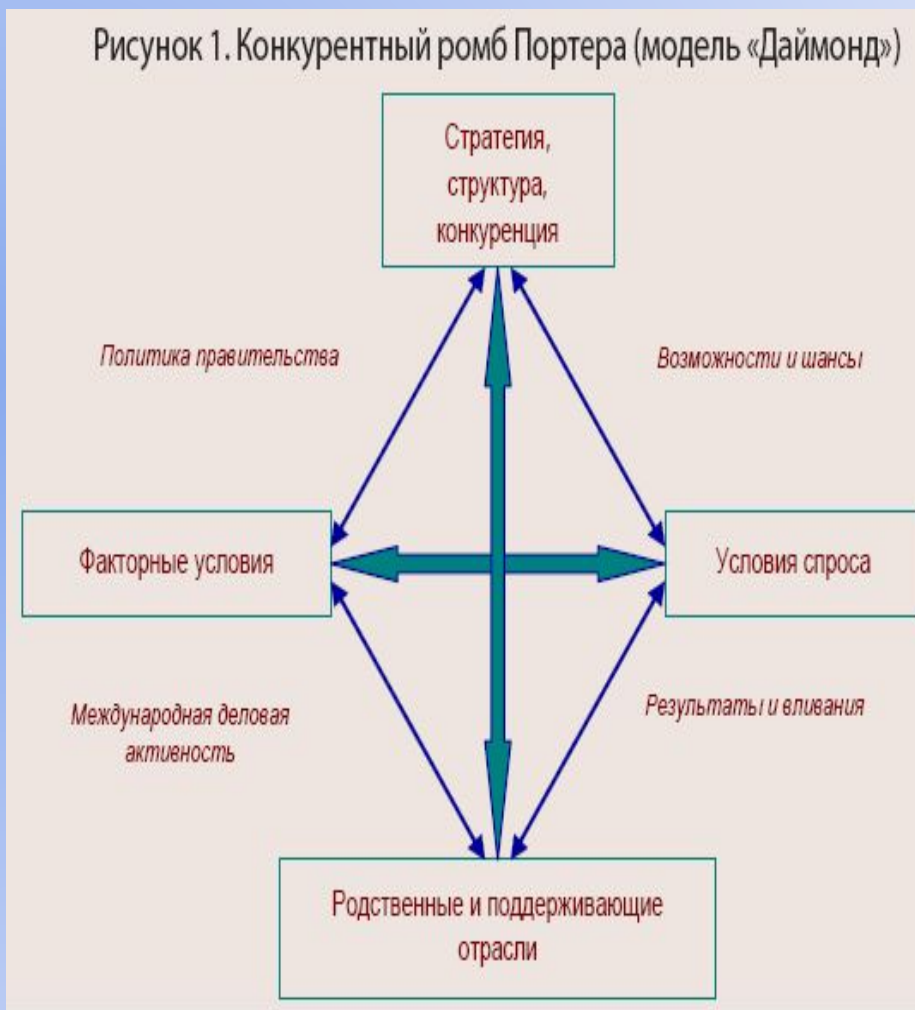 Рисунок 1. Конкурентный ромб Портера (модель «Даймонд»)
Стратегия,
структура,
конкуренция
Политика правительства
Возможности и шансы
Факторные условия
Условия спроса
Международная деловая
активность
Результаты и вливания
Родственные и поддерживающие
отрасли